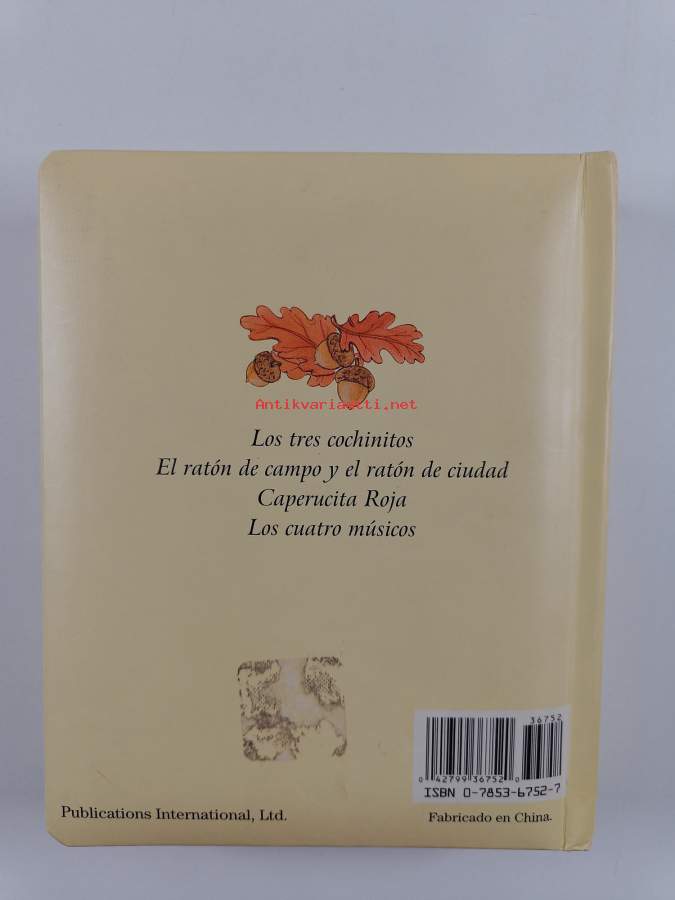 Antikvariaatti.net
Los tres cochinitos
El ratón de campo y el ratón de ciudad
Caperucita Roja
Los cuatro músicos
36752
0 42799 36752 0
ISBN 0-7853-6752-7
Publications International, Ltd.
Fabricado en China.